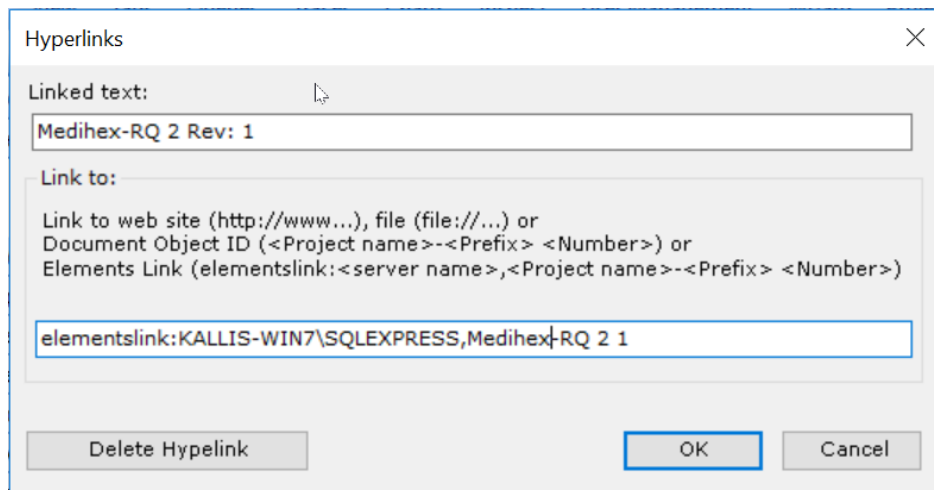 Hyperlinks
Linked text:
Medihex-RQ 2 Rev: 1
Link to:
Link to web site (http://www...), file (file://...) or
Document Object ID (<Project name>-<Prefix> <Number>) or
Elements Link (elementslink:<server name>,<Project name>-<Prefix> <Number>)
elementslink:KALLIS-WIN7\SQLEXPRESS,Medihex-RQ 2 1
Delete Hypelink
OK
Cancel